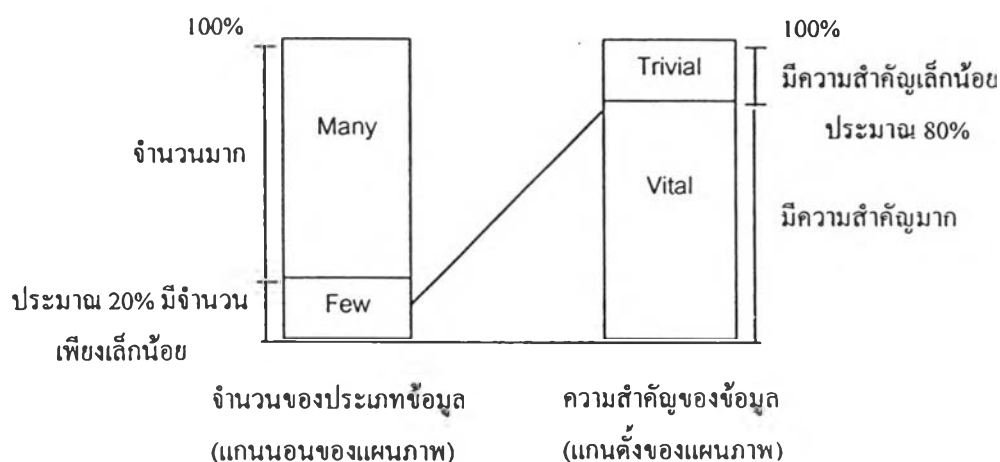 100%
Many
จำนวนมาก
ประมาณ 20% มีจำนวน
เพียงเล็กน้อย
Few
จำนวนของประเภทข้อมูล
(แกนนอนของแผนภาพ)
100%
Trivial
มีความสำคัญเล็กน้อย
ประมาณ 80%
Vital
มีความสำคัญมาก
ความสำคัญของข้อมูล
(แกนตั้งของแผนภาพ)